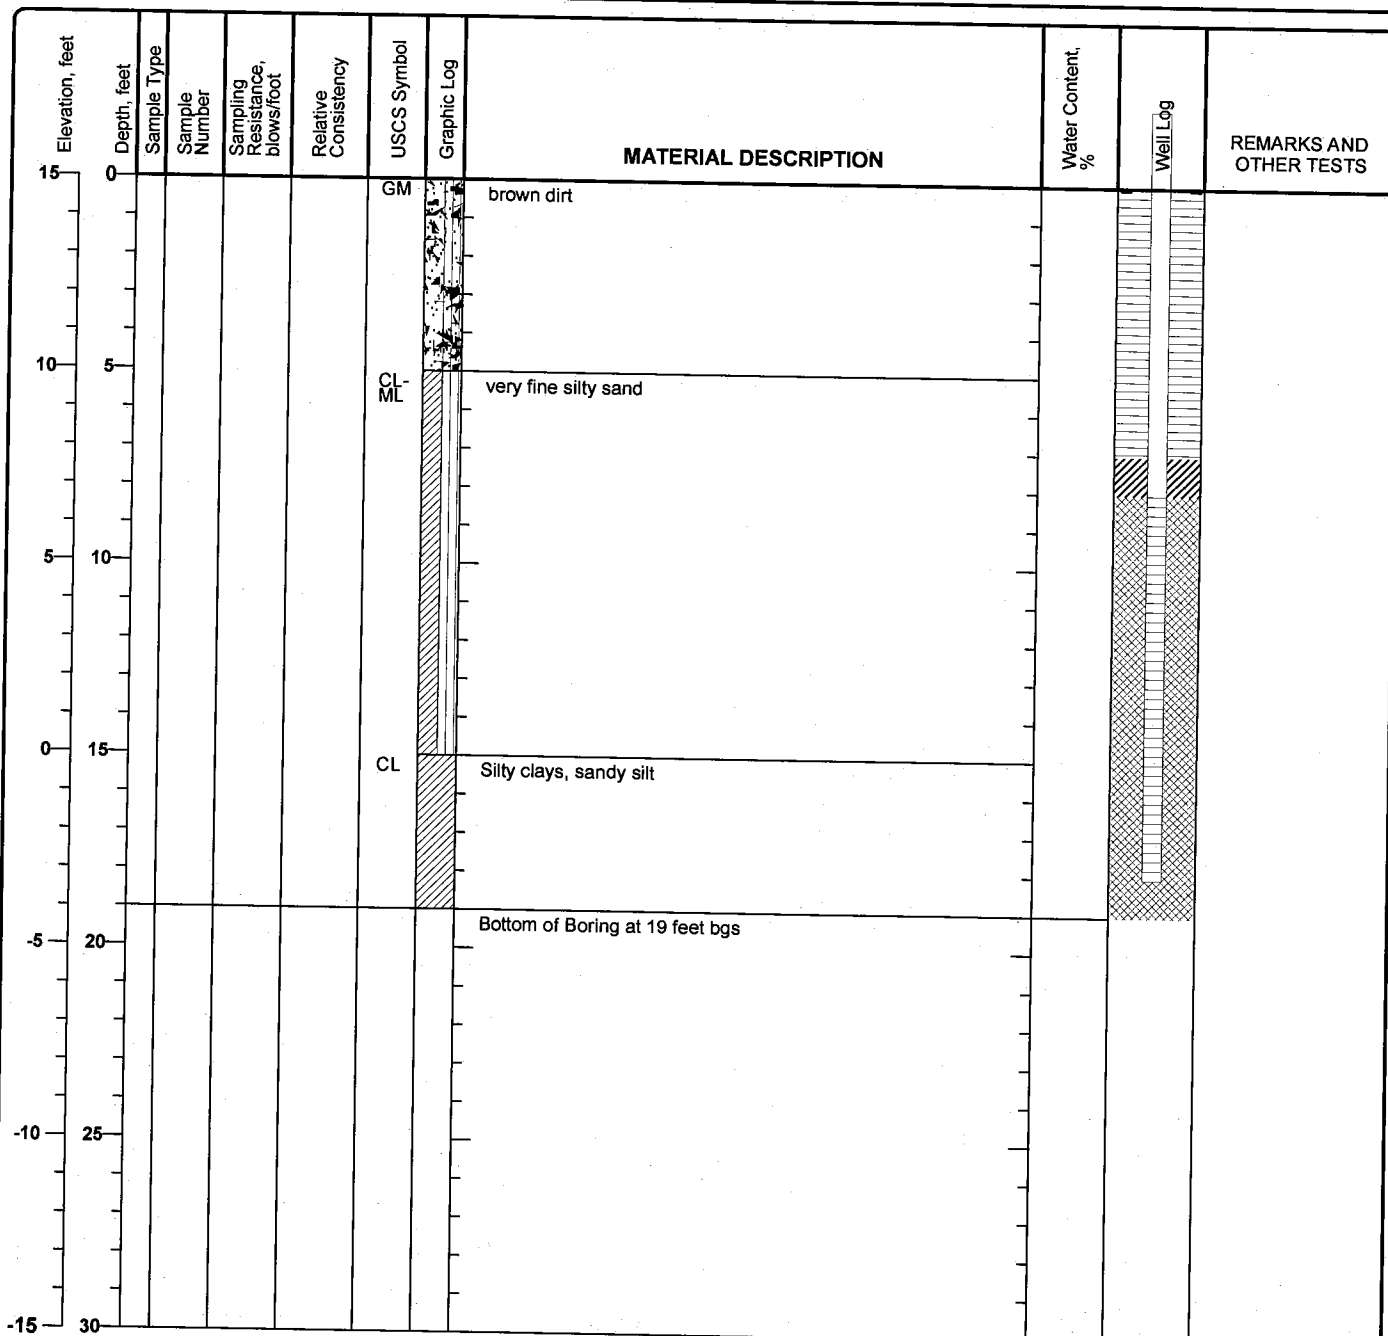 Elevation, feet
Depth, feet
Sample Type
Sample
Number
Sampling
Resistance,
blows/foot
Relative
Consistency
USCS Symbol
Graphic Log
MATERIAL DESCRIPTION
Water Content,
%
Well Log
REMARKS AND
OTHER TESTS
15 0
GM brown dirt
10 5
CL-
ML
very fine silty sand
5 10
0 15
CL Silty clays, sandy silt
Bottom of Boring at 19 feet bgs
-5 20
-10 25
-15 30